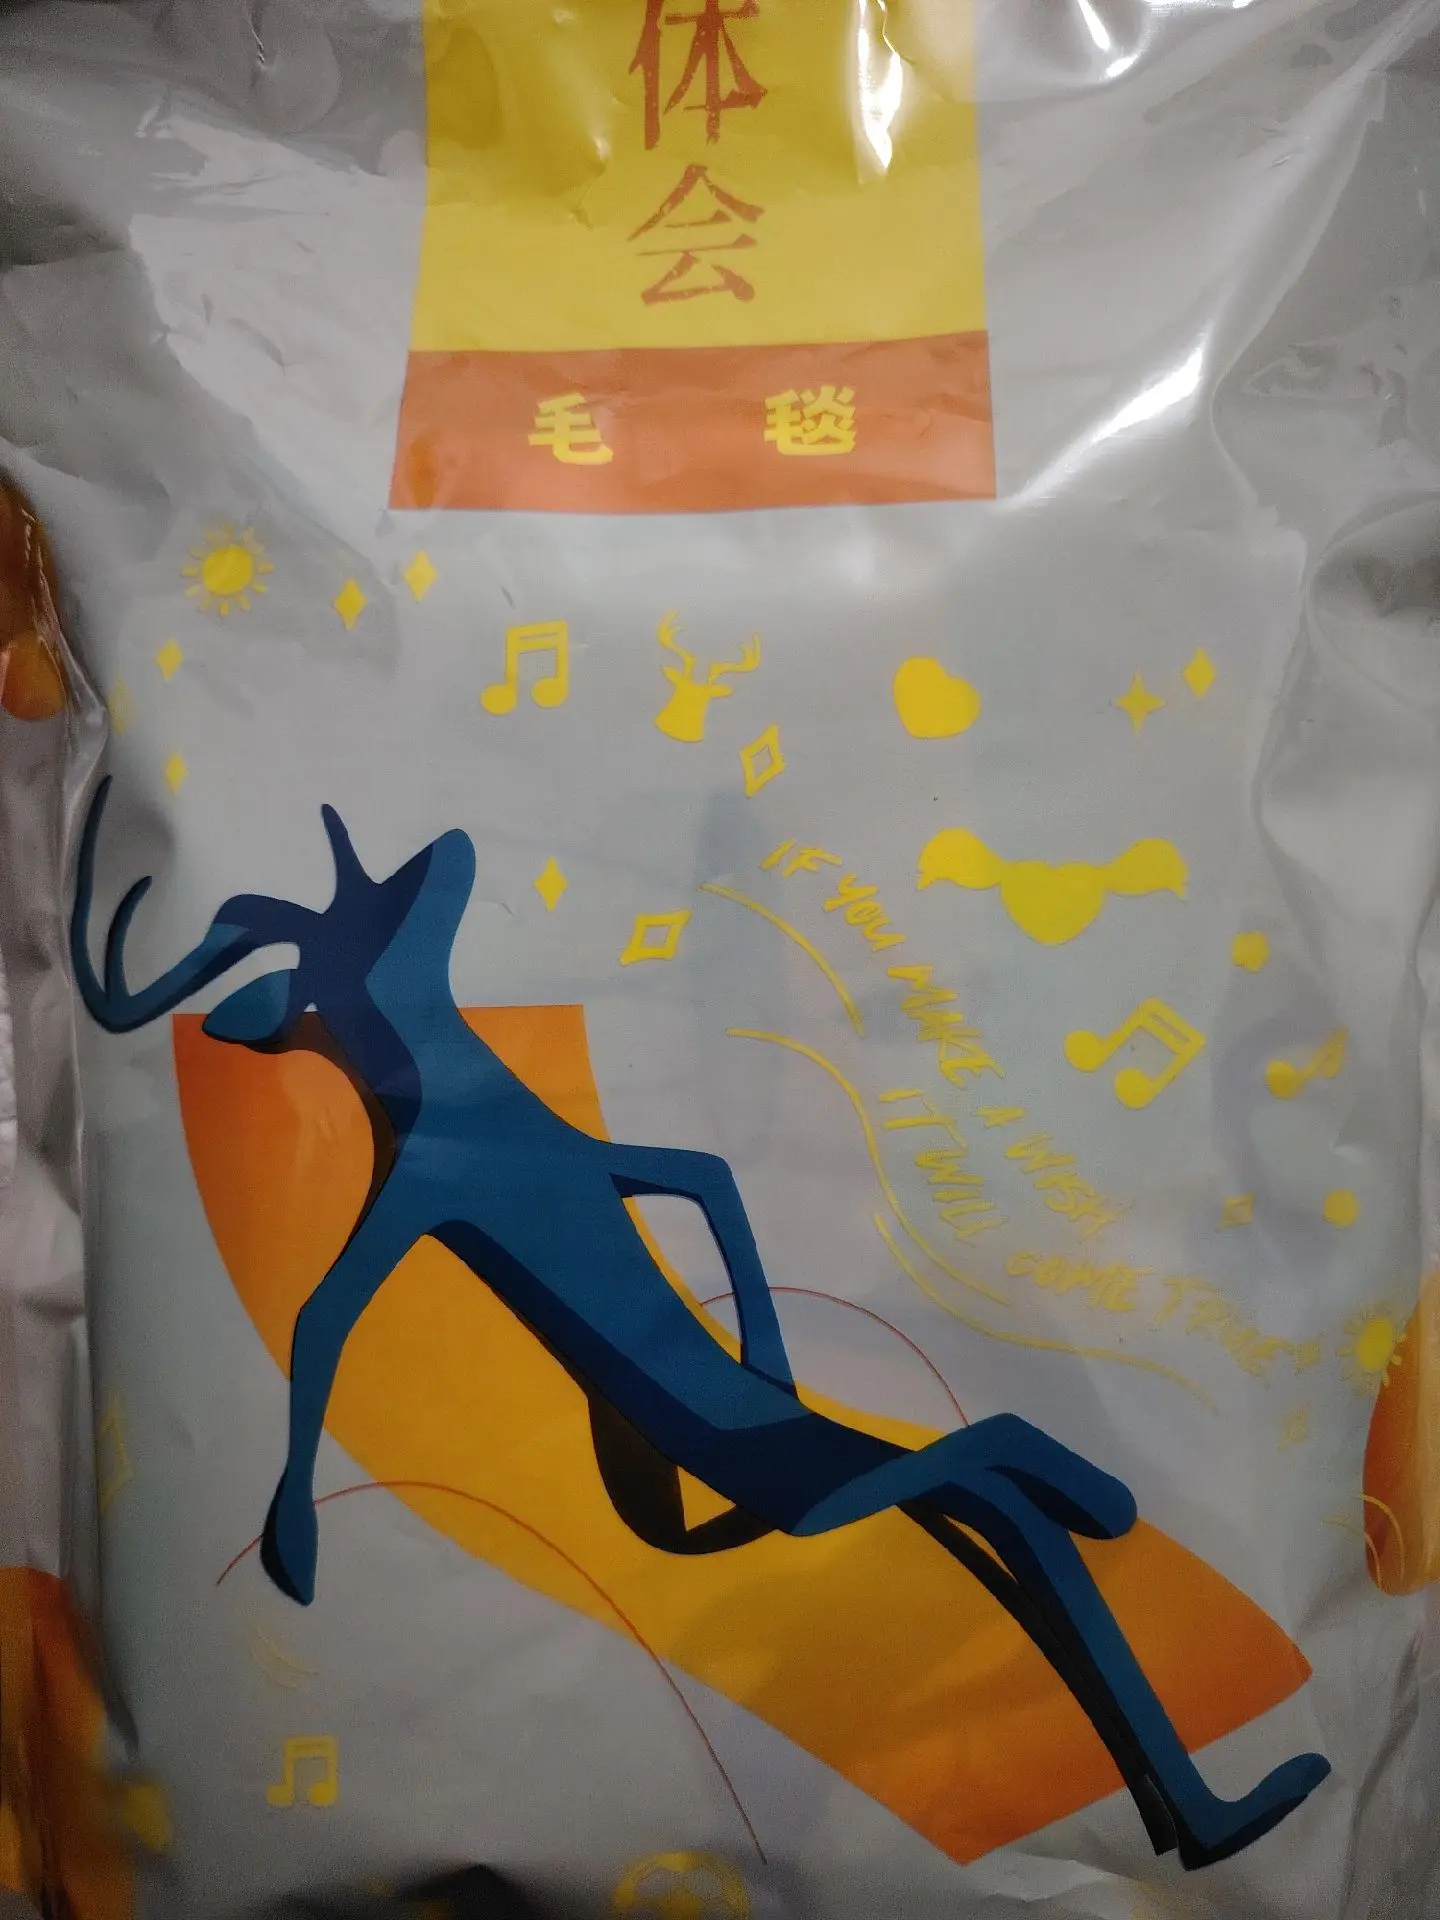 体
会
毛 毯
IF YOU MAKE A WISH
IT WILL COME TRUE"